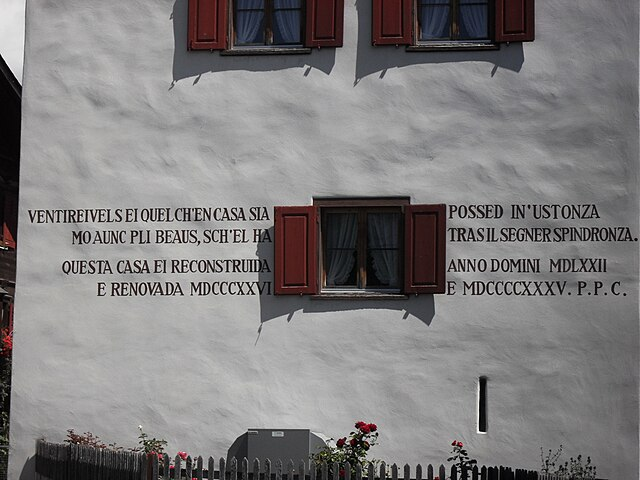 VENTIREIVELS EI QUEL CH'EN CASA SIA POSSED IN'USTONZA
MO AUNC PLI BEAUS, SCH'EL HA TRAS IL SEGNER SPINDRONZA.
QUESTA CASA EI RECONSTRUIDA ANNO DOMINI MDLXXII
E RENOVADA MDCCCXXVI E MDCCCCXXXV. P. P. C.